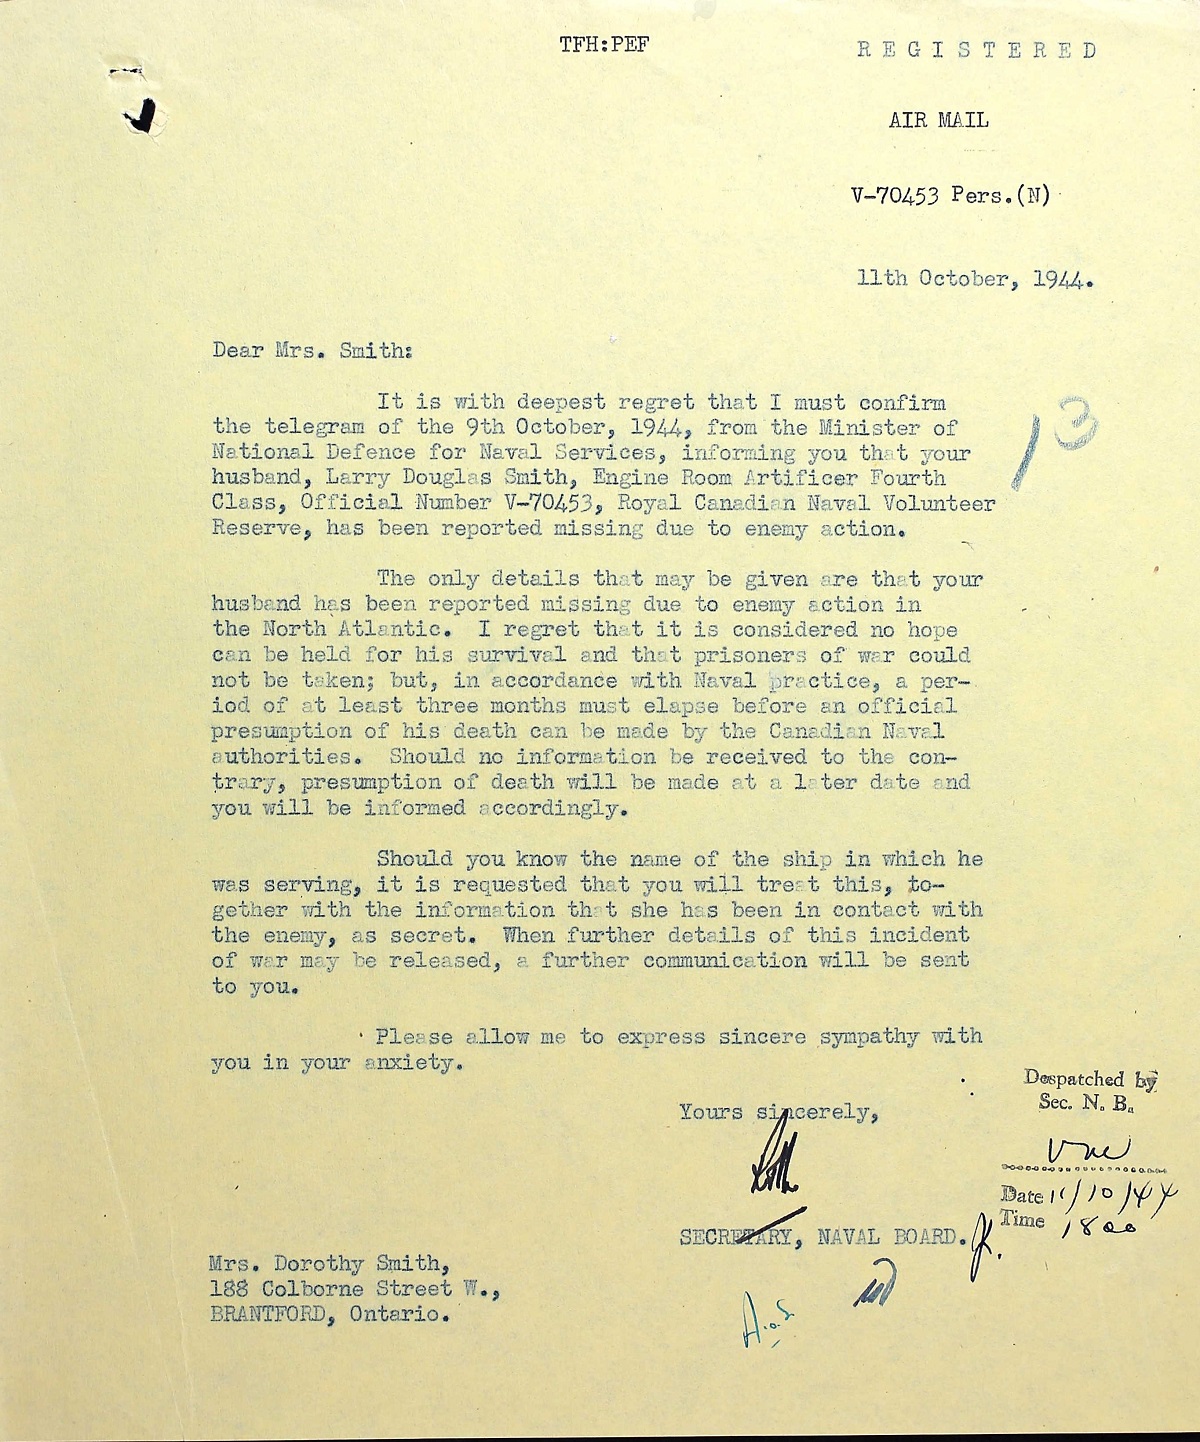 TFH:PEF
REGISTERED
AIR MAIL
V-70453 Pers.(N)
11th October, 1944.
Dear Mrs. Smith:
It is with deepest regret that I must confirm
the telegram of the 9th October, 1944, from the Minister of
National Defence for Naval Services, informing you that your
husband, Larry Douglas Smith, Engine Room Artificer Fourth
Class, Official Number V-70453, Royal Canadian Naval Volunteer
Reserve, has been reported missing due to enemy action.
13
The only details that may be given are that your
husband has been reported missing due to enemy action in
the North Atlantic. I regret that it is considered no hope
can be held for his survival and that prisoners of war could
not be taken; but, in accordance with Naval practice, a per-
iod of at least three months must elapse before an official
presumption of his death can be made by the Canadian Naval
authorities. Should no information be received to the con-
trary, presumption of death will be made at a later date and
you will be informed accordingly.
Should you know the name of the ship in which he
was serving, it is requested that you will treat this, to-
gether with the information that she has been in contact with
the enemy, as secret. When further details of this incident
of war may be released, a further communication will be sent
to you.
Please allow me to express sincere sympathy with
you in your anxiety.
Yours sincerely,
SECRETARY, NAVAL BOARD.
Despatched by
Sec. N. B.
Date 11/10/44
Time 1800
Mrs. Dorothy Smith,
188 Colborne Street W.,
BRANTFORD, Ontario.